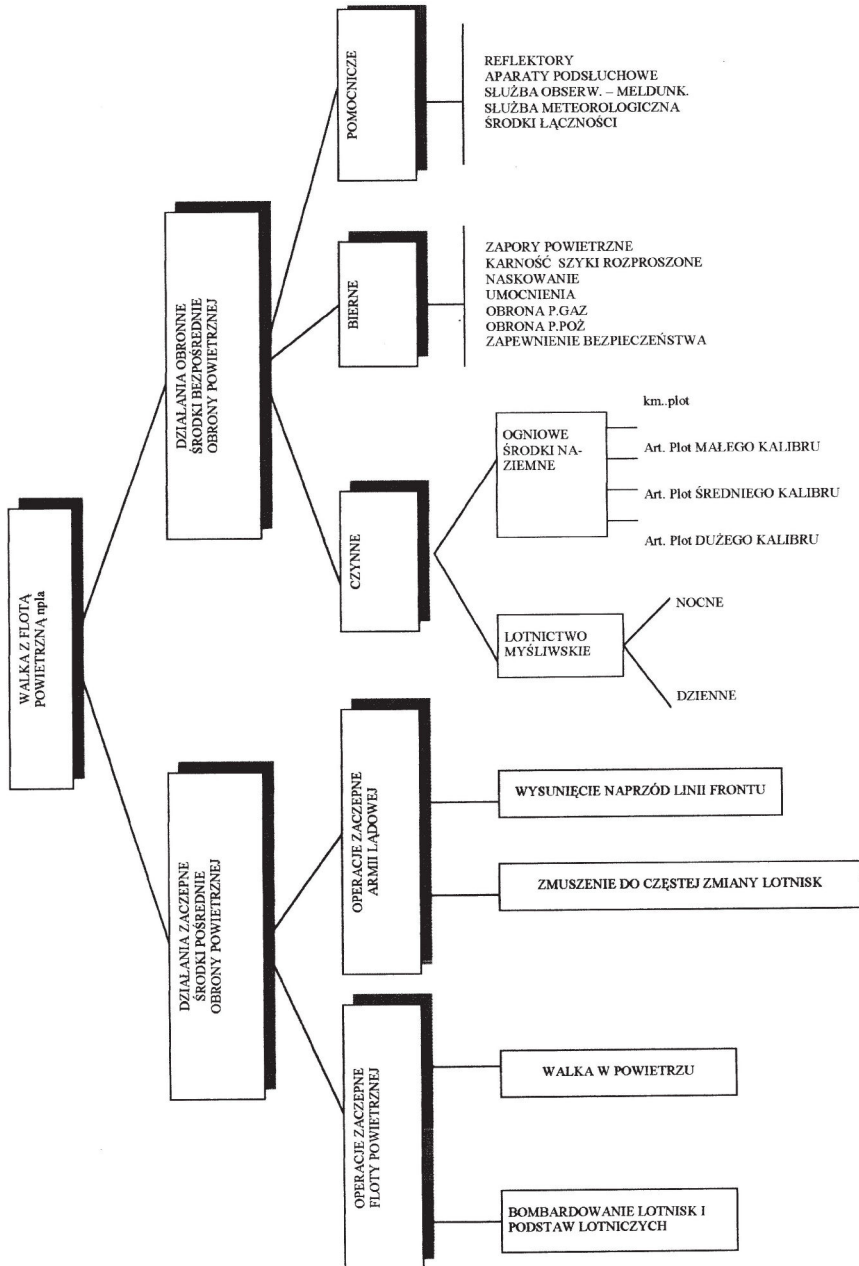 WALKA Z FLOTĄ
POWIETRZNĄ npla
DZIAŁANIA ZACZEPNE
ŚRODKI POŚREDNIE
OBRONY POWIETRZNEJ
DZIAŁANIA OBRONNE
ŚRODKI BEZPOŚREDNIE
OBRONY POWIETRZNEJ
OPERACJE ZACZEPNE
FLOTY POWIETRZNEJ
OPERACJE ZACZEPNE
ARMII LĄDOWEJ
CZYNNE
BIERNE
POMOCNICZE
BOMBARDOWANIE LOTNISK I
PODSTAW LOTNICZYCH
WALKA W POWIETRZU
ZMUSZENIE DO CZĘSTEJ ZMIANY LOTNISK
WYSUNIĘCIE NAPRZÓD LINII FRONTU
LOTNICTWO
MYŚLIWSKIE
DZIENNE
NOCNE
OGNIOWE
ŚRODKI NA-
ZIEMNE
km..plot
Art. Plot MAŁEGO KALIBRU
Art. Plot ŚREDNIEGO KALIBRU
Art. Plot DUŻEGO KALIBRU
ZAPORY POWIETRZNE
KARNOŚĆ SZYKI ROZPROSZONE
NASKOWANIE
UMOCNIENIA
OBRONA P.GAZ
OBRONA P.POŻ
ZAPEWNIENIE BEZPIECZEŃSTWA
REFLEKTORY
APARATY PODSŁUCHOWE
SŁUŻBA OBSERW. – MELDUNK.
SŁUŻBA METEOROLOGICZNA
ŚRODKI ŁĄCZNOŚCI